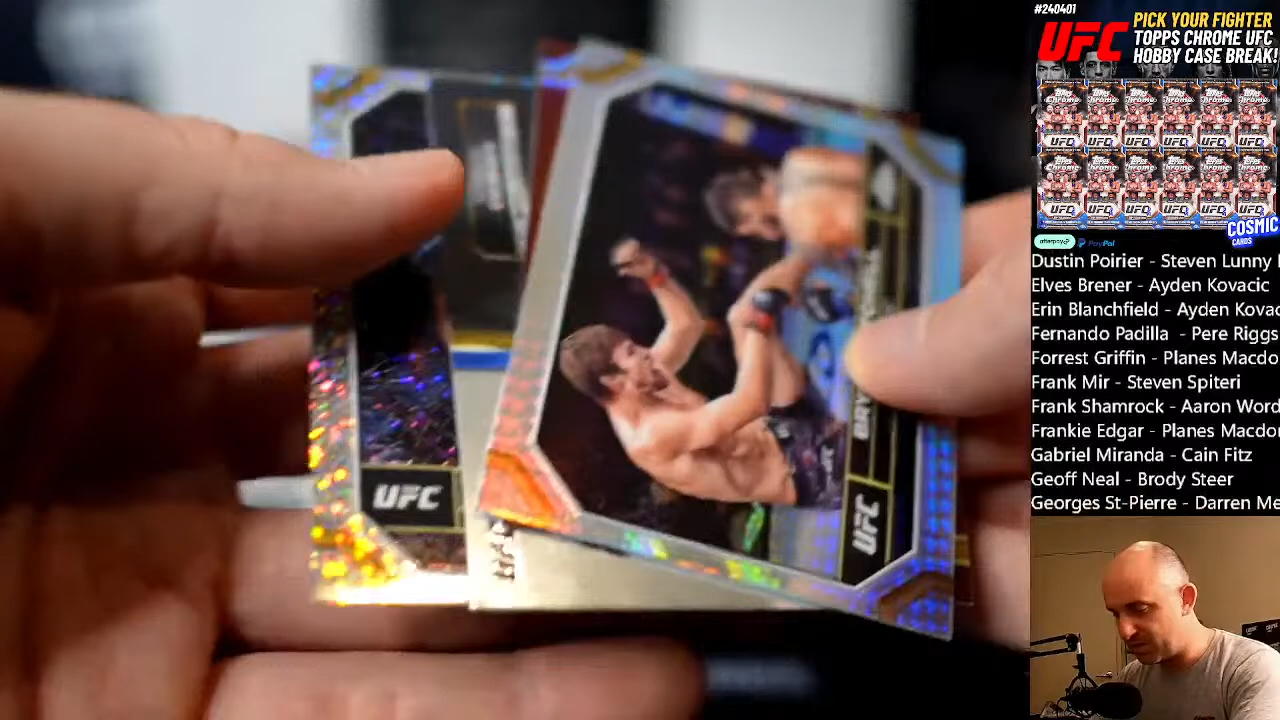 #240401
UFC
PICK YOUR FIGHTER
TOPPS CHROME UFC
HOBBY CASE BREAK!
COSMIC
CARDS
afterpay
PayPal
Dustin Poirier - Steven Lunny
Elves Brener - Ayden Kovacic
Erin Blanchfield - Ayden Kovac
Fernando Padilla - Pere Riggs
Forrest Griffin - Planes Macdo
Frank Mir - Steven Spiteri
Frank Shamrock - Aaron Word
Frankie Edgar - Planes Macdo
Gabriel Miranda - Cain Fitz
Geoff Neal - Brody Steer
Georges St-Pierre - Darren Me
UFC
UFC